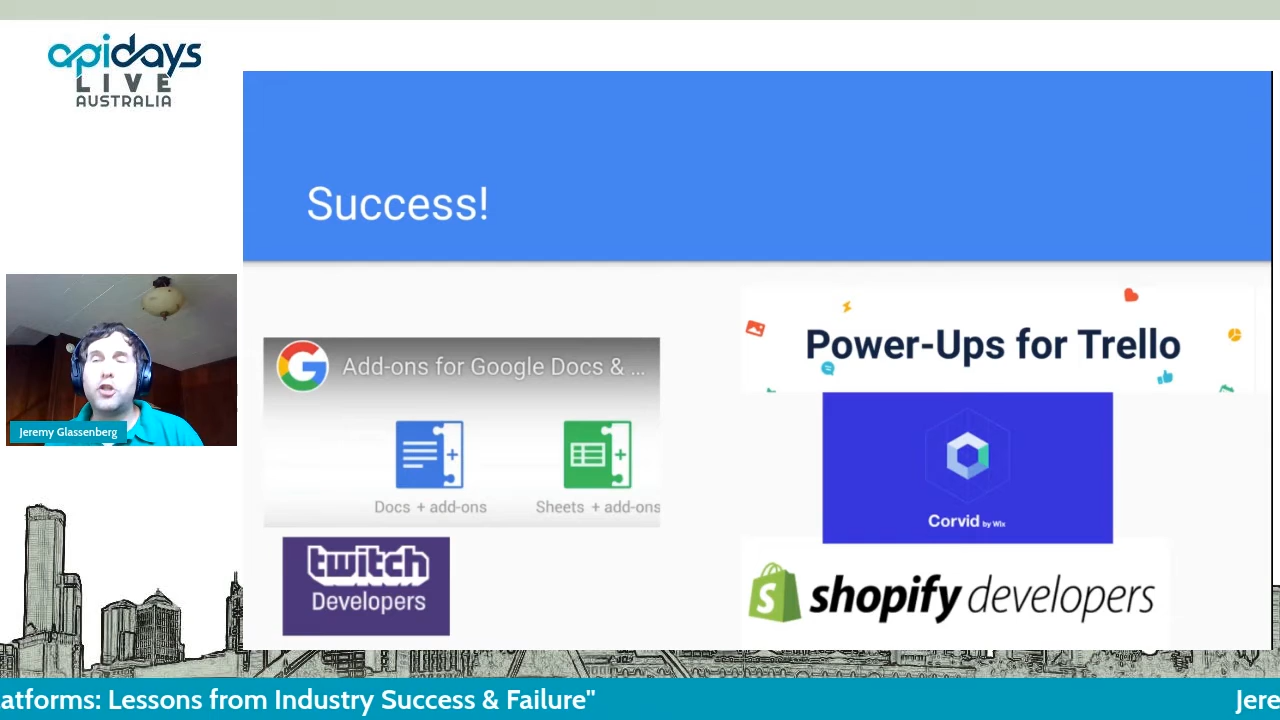 apidays
LIVE
AUSTRALIA
Success!
Jeremy Glassenberg
Add-ons for Google Docs & ...
Docs + add-ons
Sheets + add-ons
twitch
Developers
Power-Ups for Trello
Corvid by Wix
shopify developers
atforms: Lessons from Industry Success & Failure"
Jere